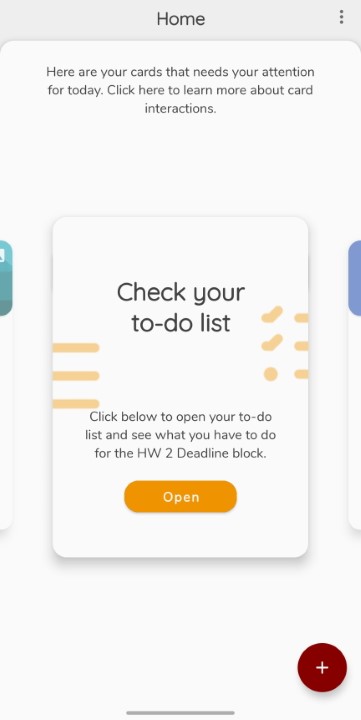 Home
Here are your cards that needs your attention
for today. Click here to learn more about card
interactions.
Check your
to-do list
Click below to open your to-do
list and see what you have to do
for the HW 2 Deadline block.
Open
+